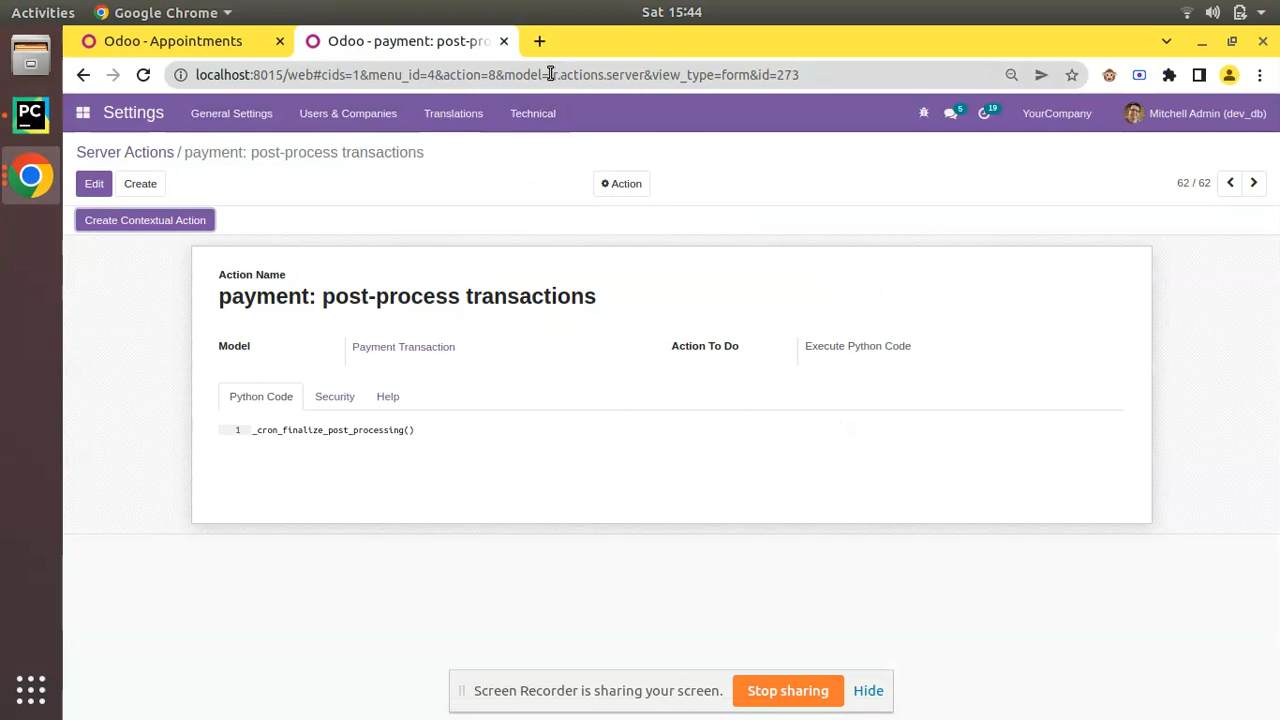 Activities
Google Chrome
Sat 15:44
Odoo - Appointments
Odoo - payment: post-pro
localhost:8015/web#cids=1&menu_id=4&action=8&model=
.actions.server&view_type=form&id=273
Settings
General Settings
Users & Companies
Translations
Technical
5
19
YourCompany
Mitchell Admin (dev_db)
Server Actions / payment: post-process transactions
Edit
Create
Action
62 / 62
Create Contextual Action
Action Name
payment: post-process transactions
Model
Payment Transaction
Action To Do
Execute Python Code
Python Code
Security
Help
1
_cron_finalize_post_processing()
Screen Recorder is sharing your screen.
Stop sharing
Hide
PC